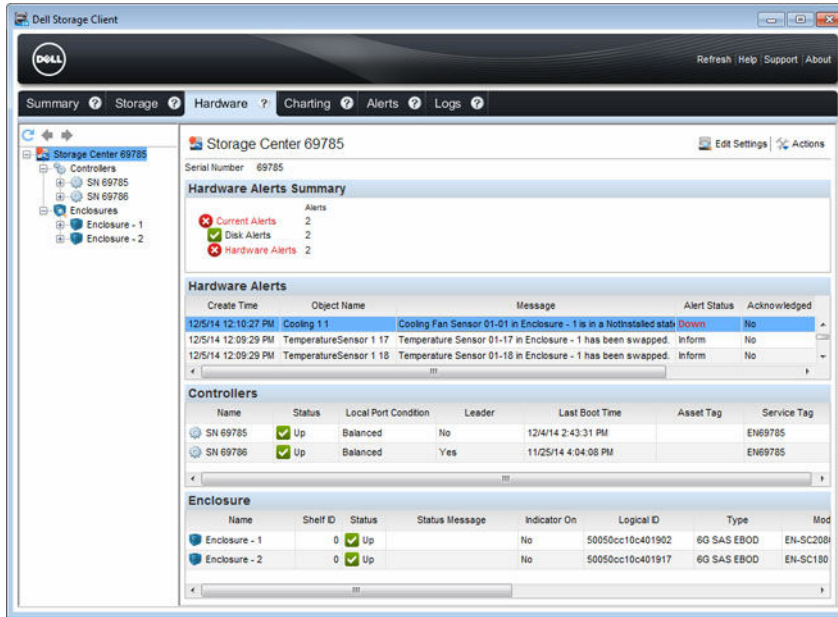 Dell Storage Client
DELL
Refresh Help Support About
Summary ? Storage ? Hardware ? Charting ? Alerts ? Logs ?
Storage Center 69785
Controllers
SN 69785
SN 69786
Enclosures
Enclosure - 1
Enclosure - 2
Storage Center 69785
Edit Settings Actions
Serial Number 69785
Hardware Alerts Summary
Alerts
Current Alerts 2
Disk Alerts 2
Hardware Alerts 2
Hardware Alerts
Create Time Object Name Message Alert Status Acknowledged
12/5/14 12:10:27 PM Cooling 1 1 Cooling Fan Sensor 01-01 in Enclosure - 1 is in a NotInstalled stat Down No
12/5/14 12:09:29 PM TemperatureSensor 1 17 Temperature Sensor 01-17 in Enclosure - 1 has been swapped. Inform No
12/5/14 12:09:29 PM TemperatureSensor 1 18 Temperature Sensor 01-18 in Enclosure - 1 has been swapped. Inform No
Controllers
Name Status Local Port Condition Leader Last Boot Time Asset Tag Service Tag
SN 69785 Up Balanced No 12/4/14 2:43:31 PM EN69785
SN 69786 Up Balanced Yes 11/25/14 4:04:08 PM EN69785
Enclosure
Name Shelf ID Status Status Message Indicator On Logical ID Type Mod
Enclosure - 1 0 Up No 50050cc10c401902 6G SAS EBOD EN-SC208
Enclosure - 2 0 Up No 50050cc10c401917 6G SAS EBOD EN-SC180